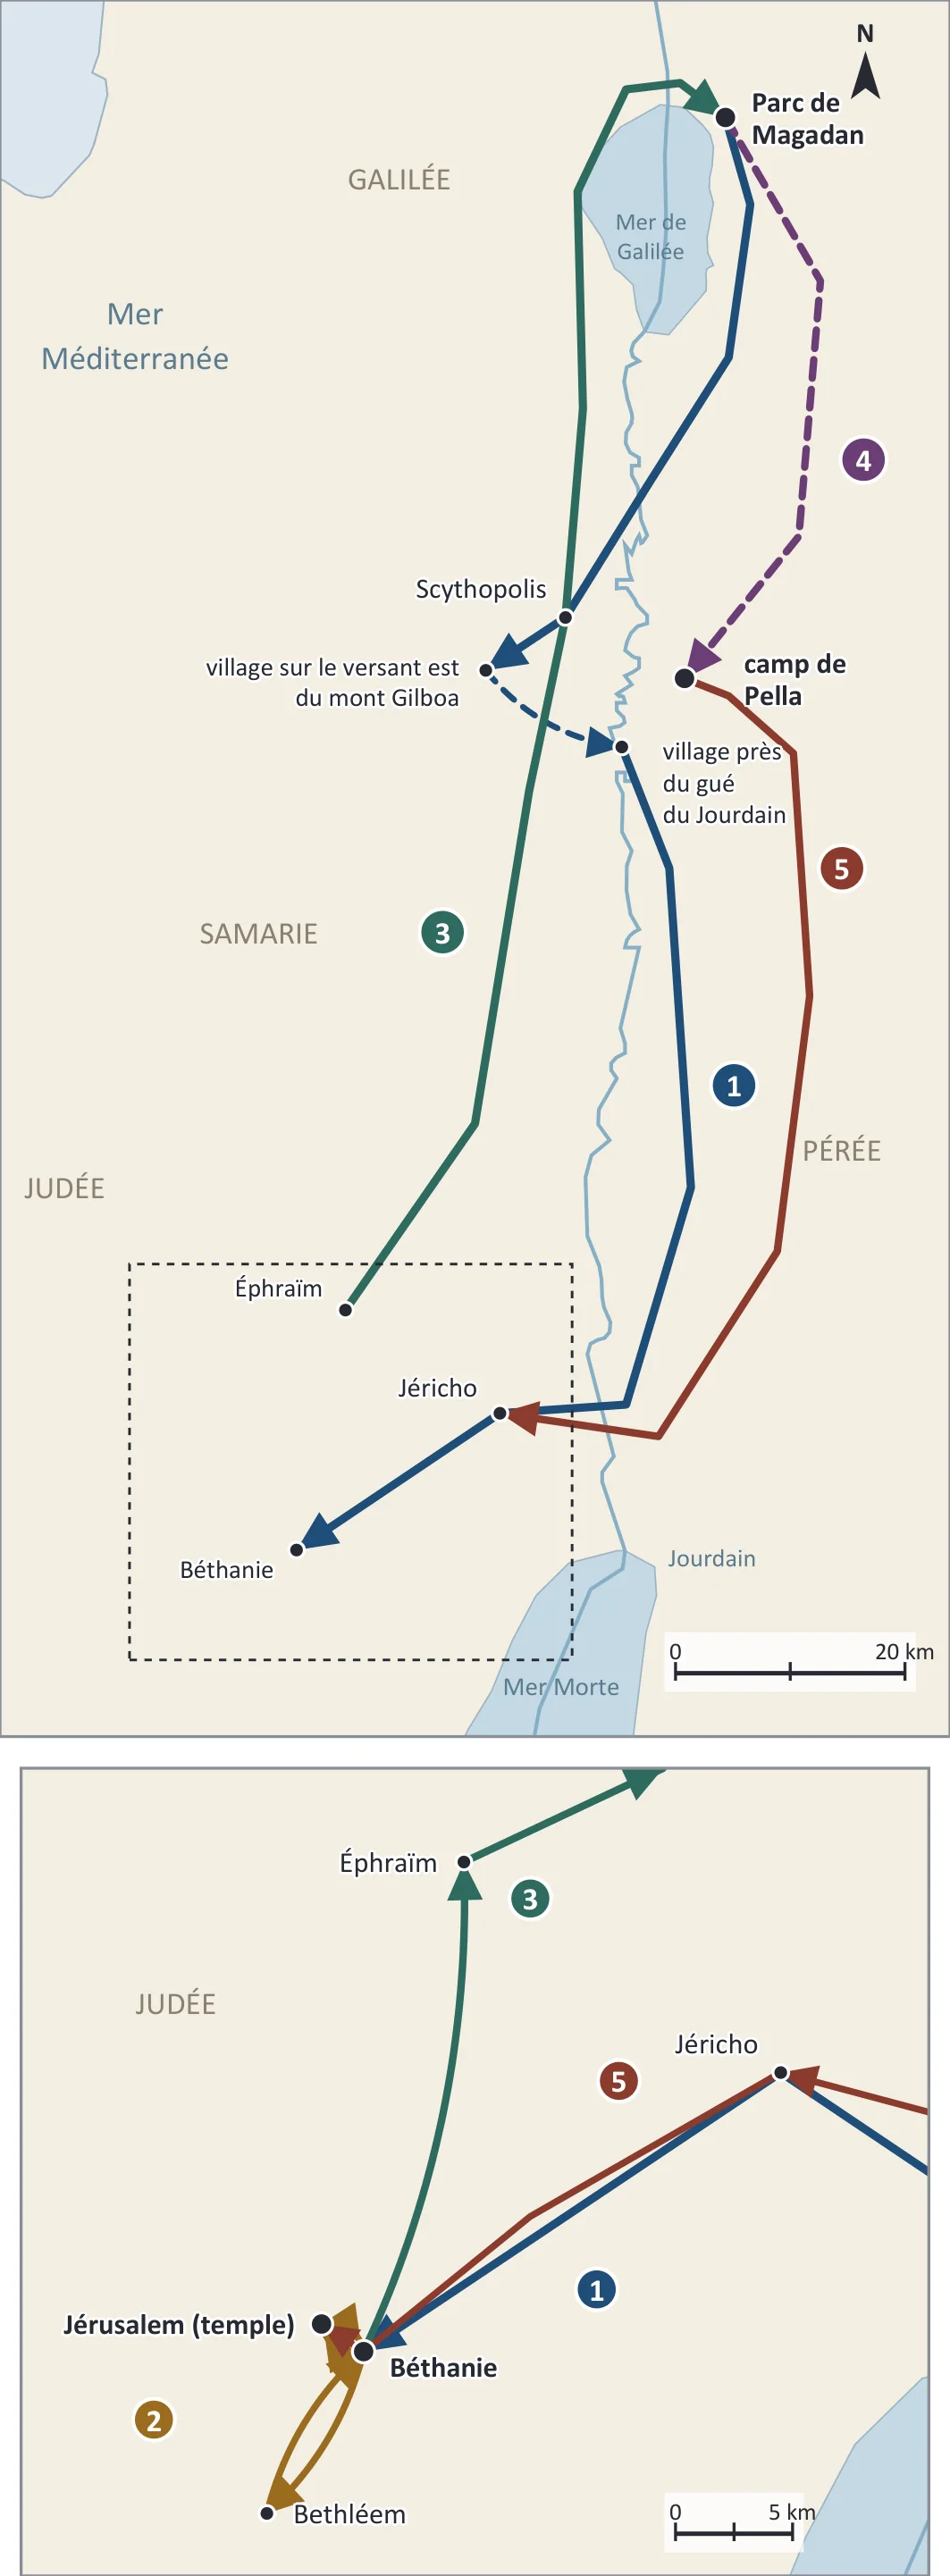 N
Parc de
Magadan
GALILÉE
Mer de
Galilée
Mer
Méditerranée
4
Scythopolis
village sur le versant est
du mont Gilboa
camp de
Pella
village près
du gué
du Jourdain
5
SAMARIE
3
1
PÉRÉE
JUDÉE
Éphraïm
Jéricho
Béthanie
Jourdain
0 20 km
Mer Morte
Éphraïm
3
JUDÉE
Jéricho
5
1
Jérusalem (temple)
Béthanie
2
Bethléem
0 5 km